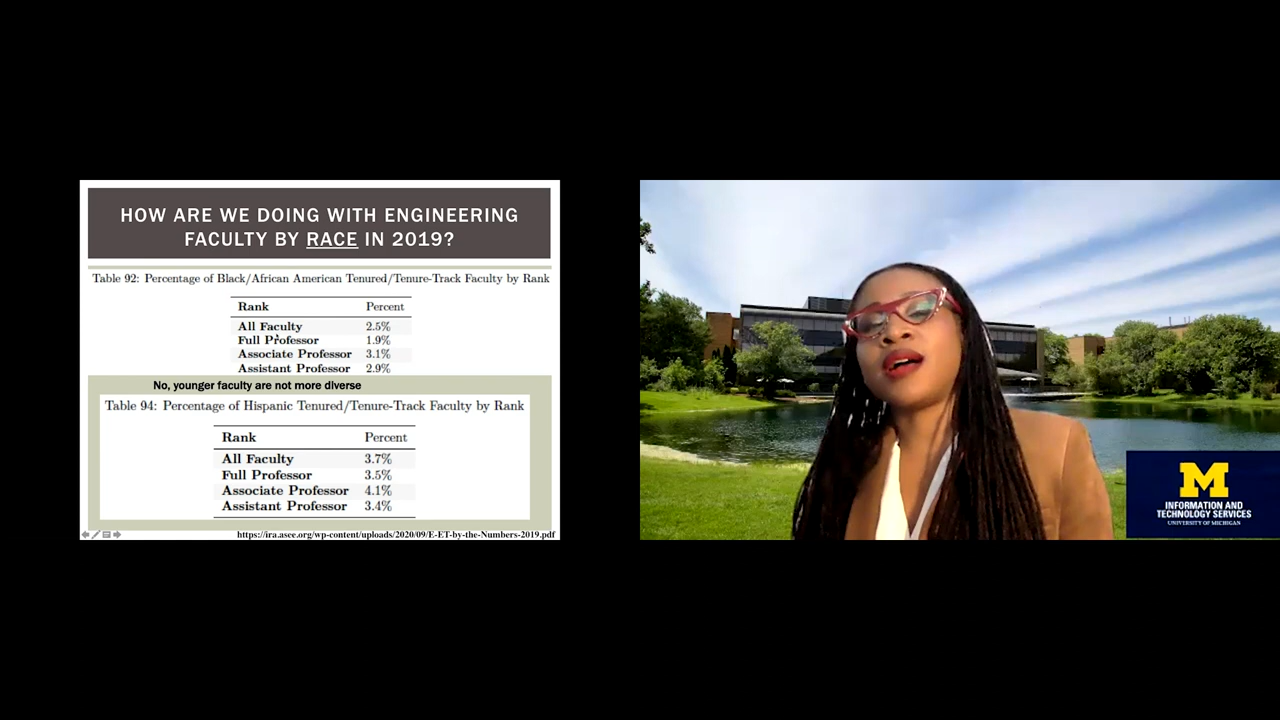 HOW ARE WE DOING WITH ENGINEERING
FACULTY BY RACE IN 2019?
Table 92: Percentage of Black/African American Tenured/Tenure-Track Faculty by Rank
Rank Percent
All Faculty 2.5%
Full Professor 1.9%
Associate Professor 3.1%
Assistant Professor 2.9%
No, younger faculty are not more diverse
Table 94: Percentage of Hispanic Tenured/Tenure-Track Faculty by Rank
Rank Percent
All Faculty 3.7%
Full Professor 3.5%
Associate Professor 4.1%
Assistant Professor 3.4%
https://ira.asee.org/wp-content/uploads/2020/09/E-ET-by-the-Numbers-2019.pdf
M
INFORMATION AND
TECHNOLOGY SERVICES
UNIVERSITY OF MICHIGAN